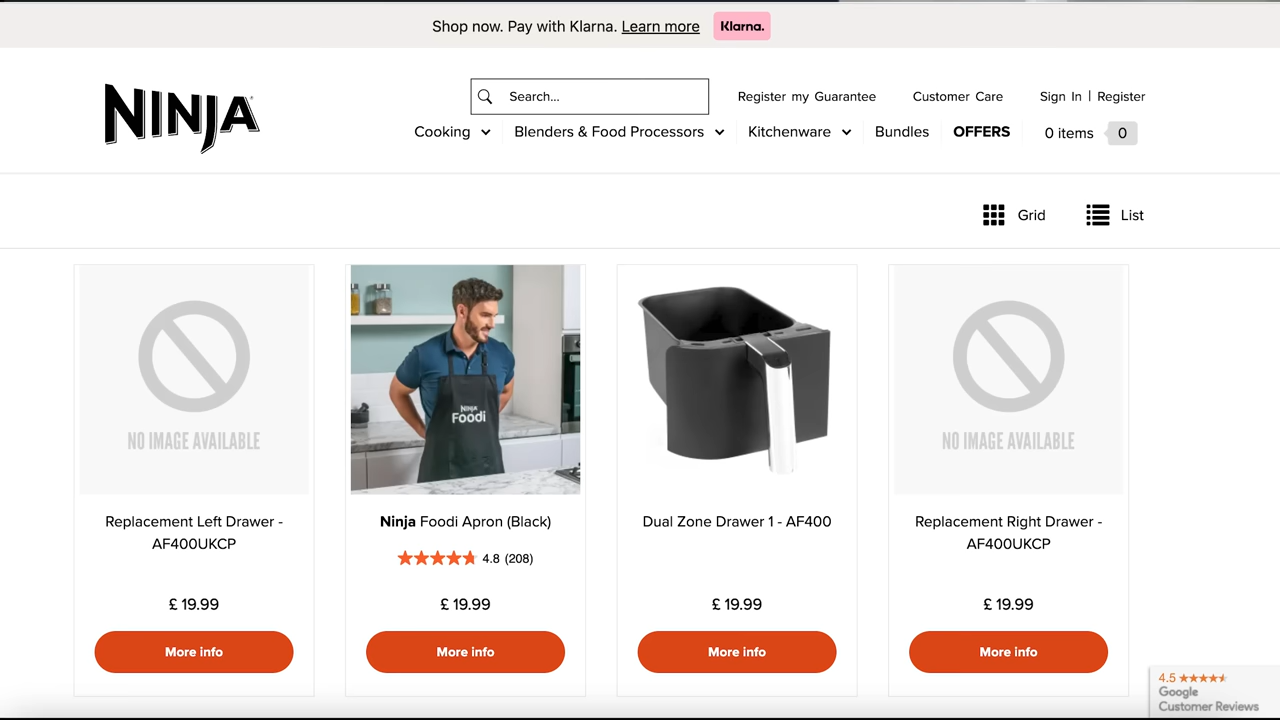 Shop now. Pay with Klarna. Learn more Klarna.
NINJA
Search...
Register my Guarantee
Customer Care
Sign In | Register
Cooking
Blenders & Food Processors
Kitchenware
Bundles
OFFERS
0 items 0
Grid
List
NO IMAGE AVAILABLE
Replacement Left Drawer -
AF400UKCP
£ 19.99
More info
NINJA
Foodi
Ninja Foodi Apron (Black)
4.8 (208)
£ 19.99
More info
Dual Zone Drawer 1 - AF400
£ 19.99
More info
NO IMAGE AVAILABLE
Replacement Right Drawer -
AF400UKCP
£ 19.99
More info
4.5
Google
Customer Reviews